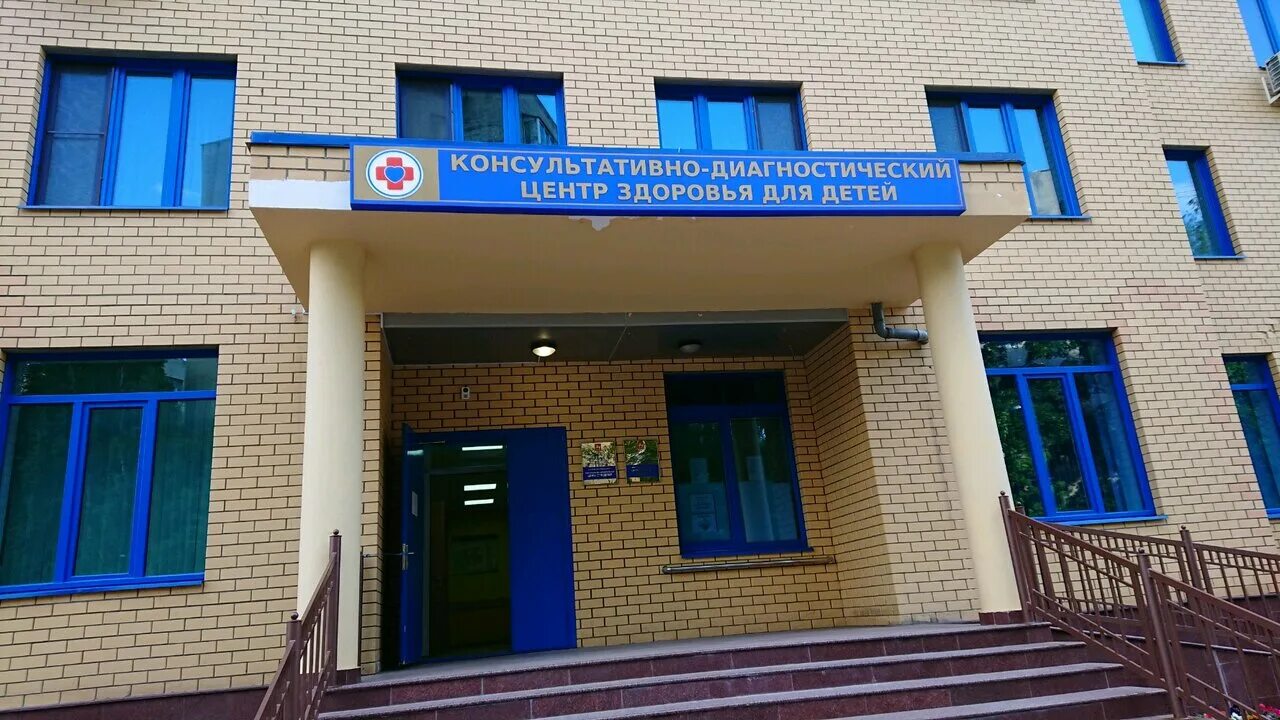 КОНСУЛЬТАТИВНО-ДИАГНОСТИЧЕСКИЙ
ЦЕНТР ЗДОРОВЬЯ ДЛЯ ДЕТЕЙ